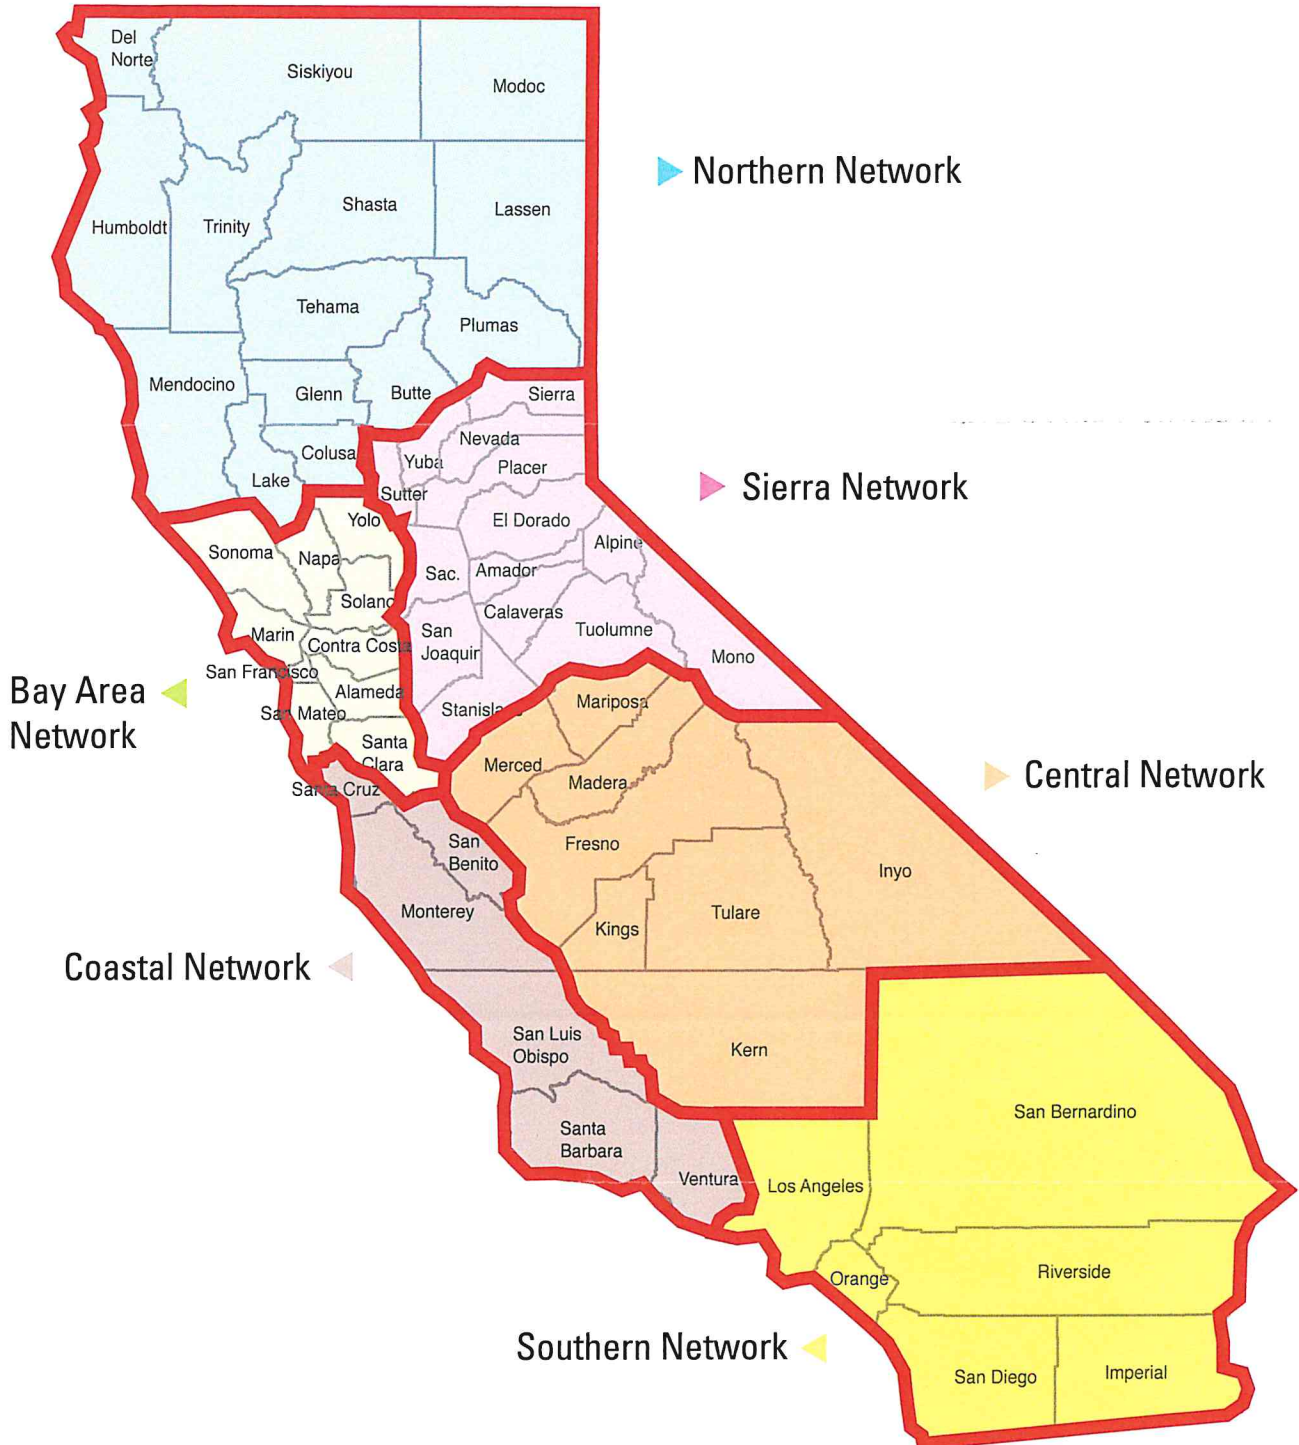 Del
Norte
Siskiyou
Modoc
Northern Network
Humboldt
Trinity
Shasta
Lassen
Tehama
Plumas
Mendocino
Glenn
Butte
Sierra
Nevada
Colusa
Yuba
Placer
Lake
Sutter
Sierra Network
Yolo
El Dorado
Sonoma
Napa
Alpine
Sac.
Amador
Solano
Calaveras
Marin
Contra Costa
San
Joaquin
Tuolumne
Mono
San Francisco
Bay Area
Network
Alameda
San Mateo
Stanisla
Mariposa
Santa
Clara
Merced
Madera
Central Network
Santa Cruz
San
Benito
Fresno
Inyo
Monterey
Kings
Tulare
Coastal Network
San Luis
Obispo
Kern
Santa
Barbara
San Bernardino
Ventura
Los Angeles
Orange
Riverside
Southern Network
San Diego
Imperial